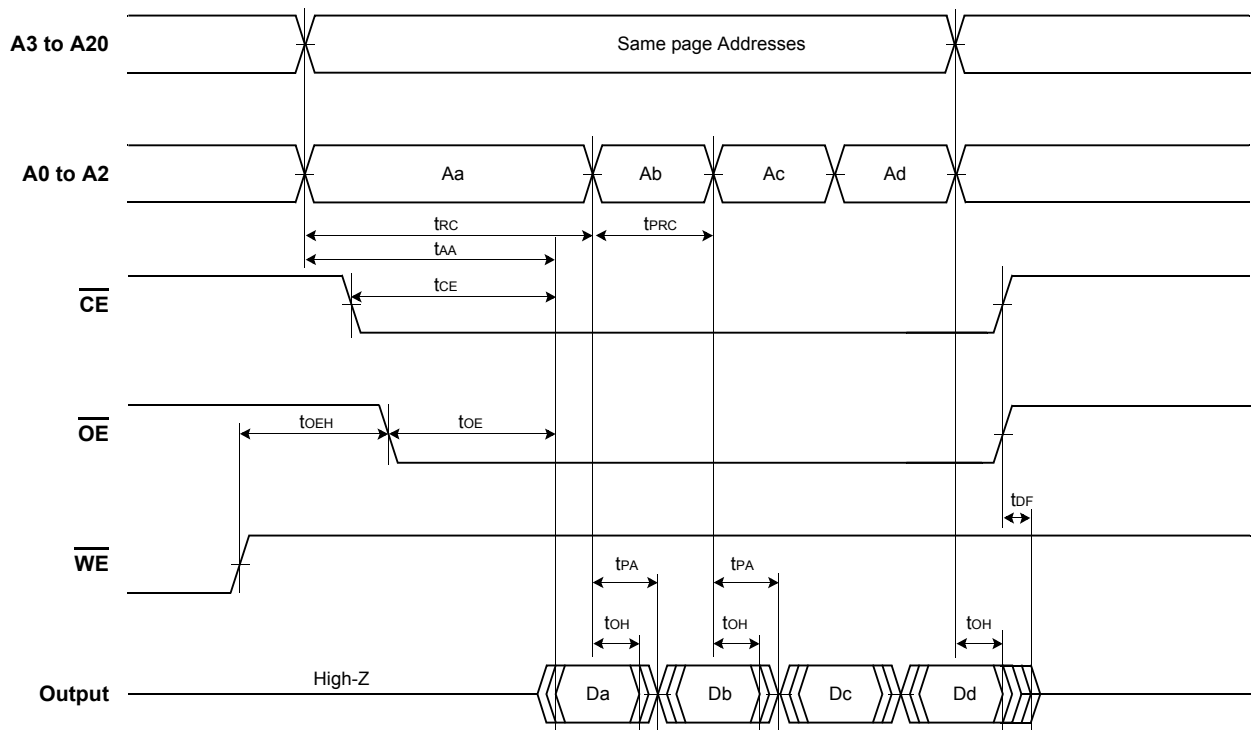 A3 to A20
Same page Addresses
A0 to A2
Aa
Ab
Ac
Ad
tRC
tPRC
tAA
CE
tCE
OE
tOEH
tOE
tDF
WE
tPA
tPA
tOH
tOH
tOH
Output
High-Z
Da
Db
Dc
Dd